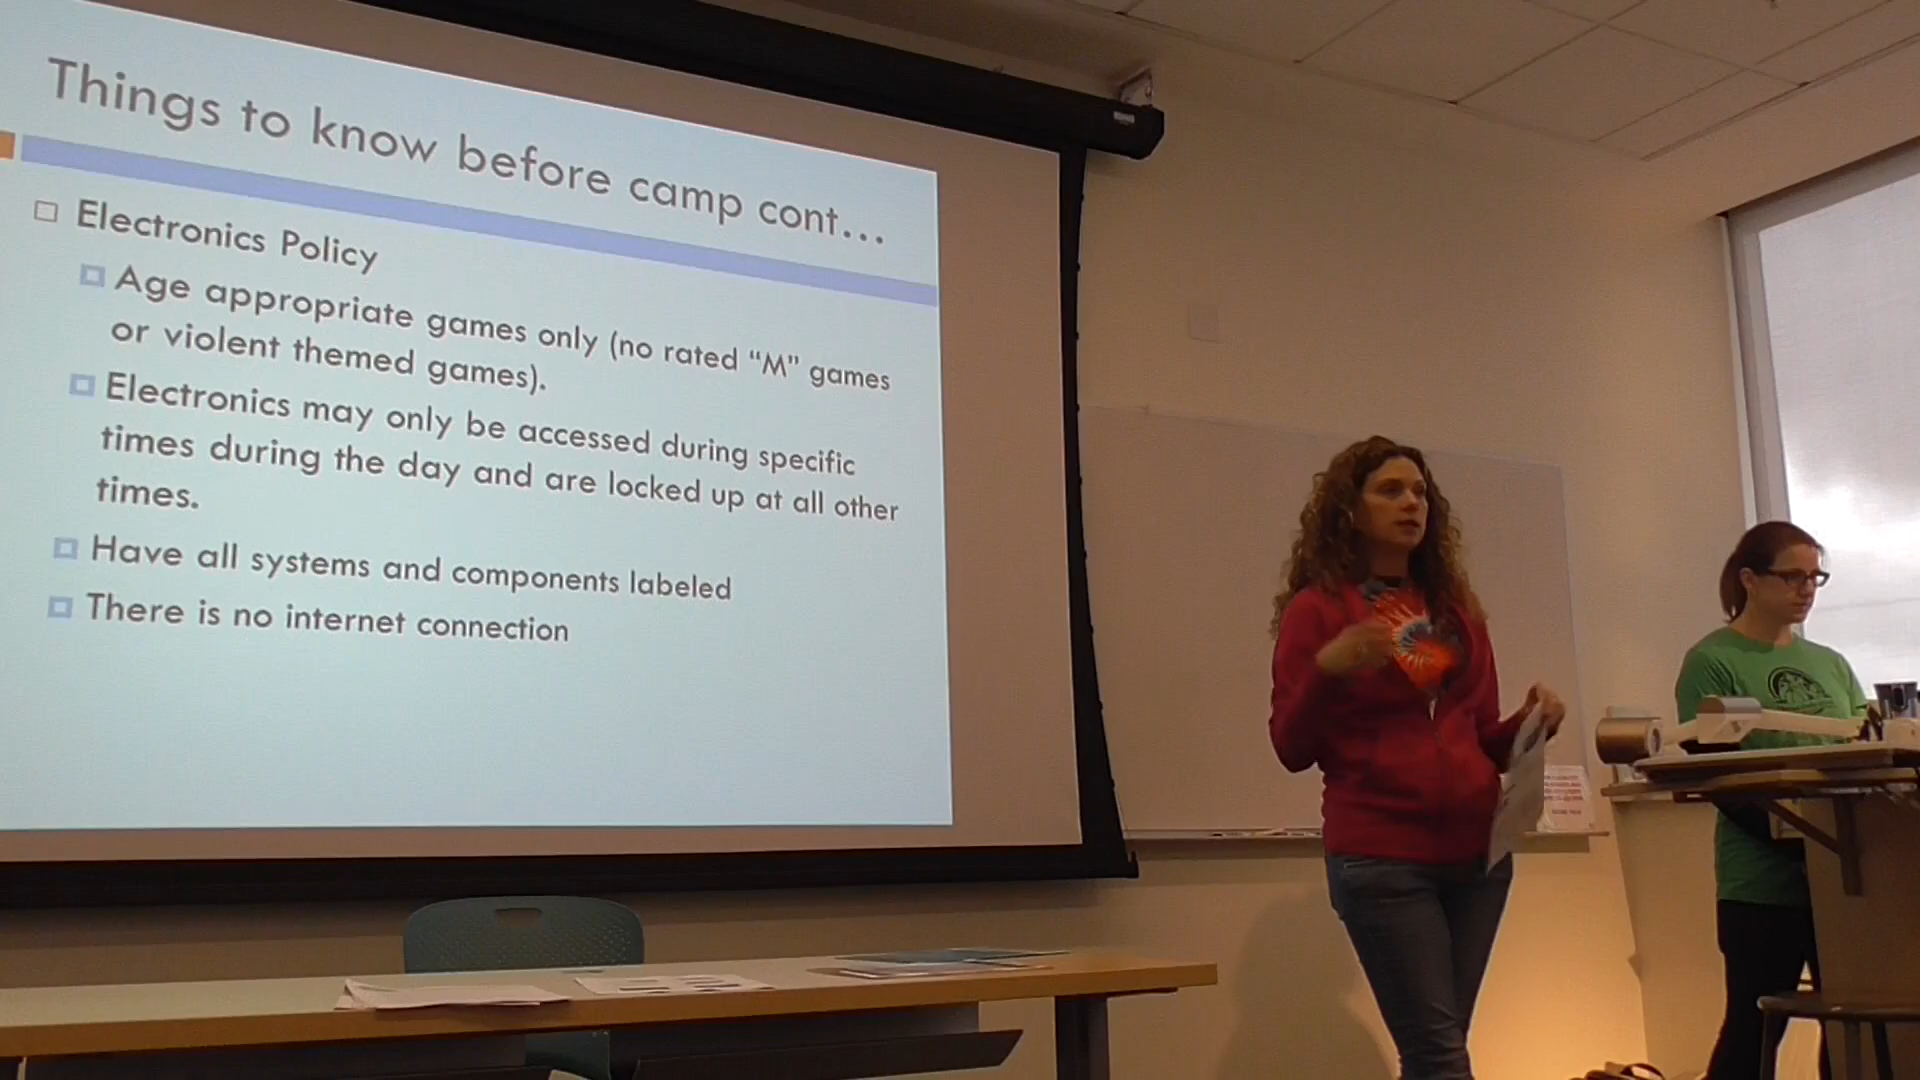 Things to know before camp cont...
Electronics Policy
Age appropriate games only (no rated “M” games
or violent themed games).
Electronics may only be accessed during specific
times during the day and are locked up at all other
times.
Have all systems and components labeled
There is no internet connection